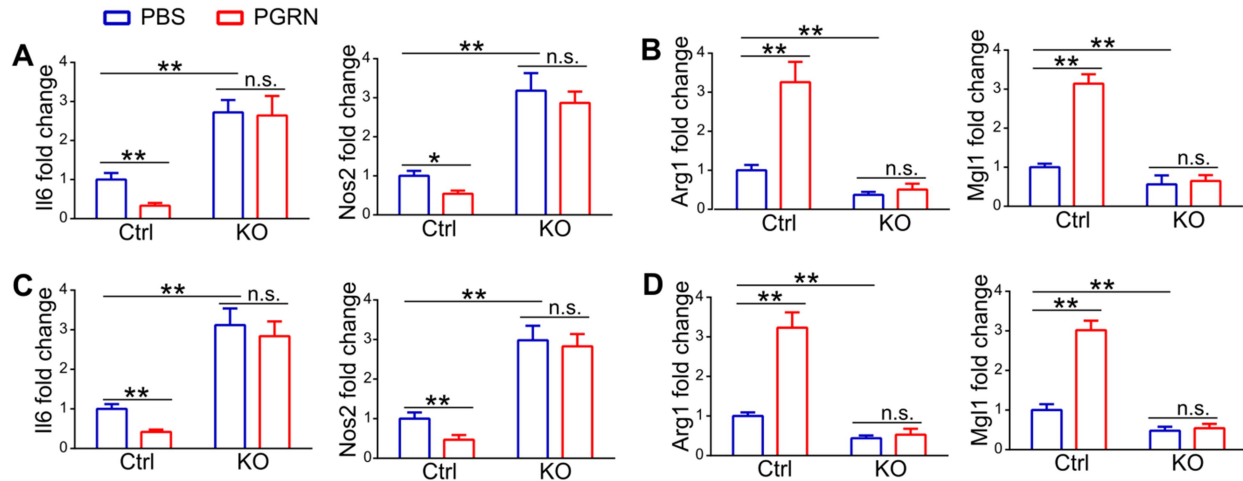 PBS PGRN
A
Il6 fold change
4
3
2
1
0
**
**
n.s.
Ctrl KO
Nos2 fold change
4
3
2
1
0
**
*
n.s.
Ctrl KO
B
Arg1 fold change
4
3
2
1
0
**
**
n.s.
Ctrl KO
Mgl1 fold change
4
3
2
1
0
**
**
n.s.
Ctrl KO
C
Il6 fold change
4
3
2
1
0
**
**
n.s.
Ctrl KO
Nos2 fold change
4
3
2
1
0
**
**
n.s.
Ctrl KO
D
Arg1 fold change
4
3
2
1
0
**
**
n.s.
Ctrl KO
Mgl1 fold change
4
3
2
1
0
**
**
n.s.
Ctrl KO